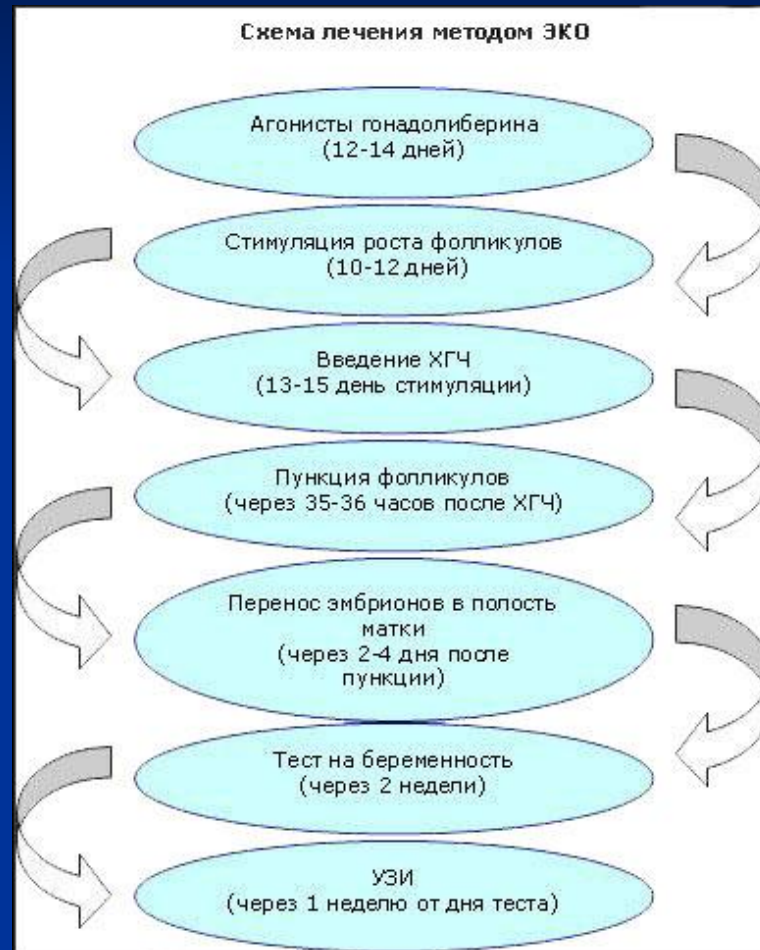 Схема лечения методом ЭКО
Агонисты гонадолиберина
(12-14 дней)
Стимуляция роста фолликулов
(10-12 дней)
Введение ХГЧ
(13-15 день стимуляции)
Пункция фолликулов
(через 35-36 часов после ХГЧ)
Перенос эмбрионов в полость
матки
(через 2-4 дня после
пункции)
Тест на беременность
(через 2 недели)
УЗИ
(через 1 неделю от дня теста)